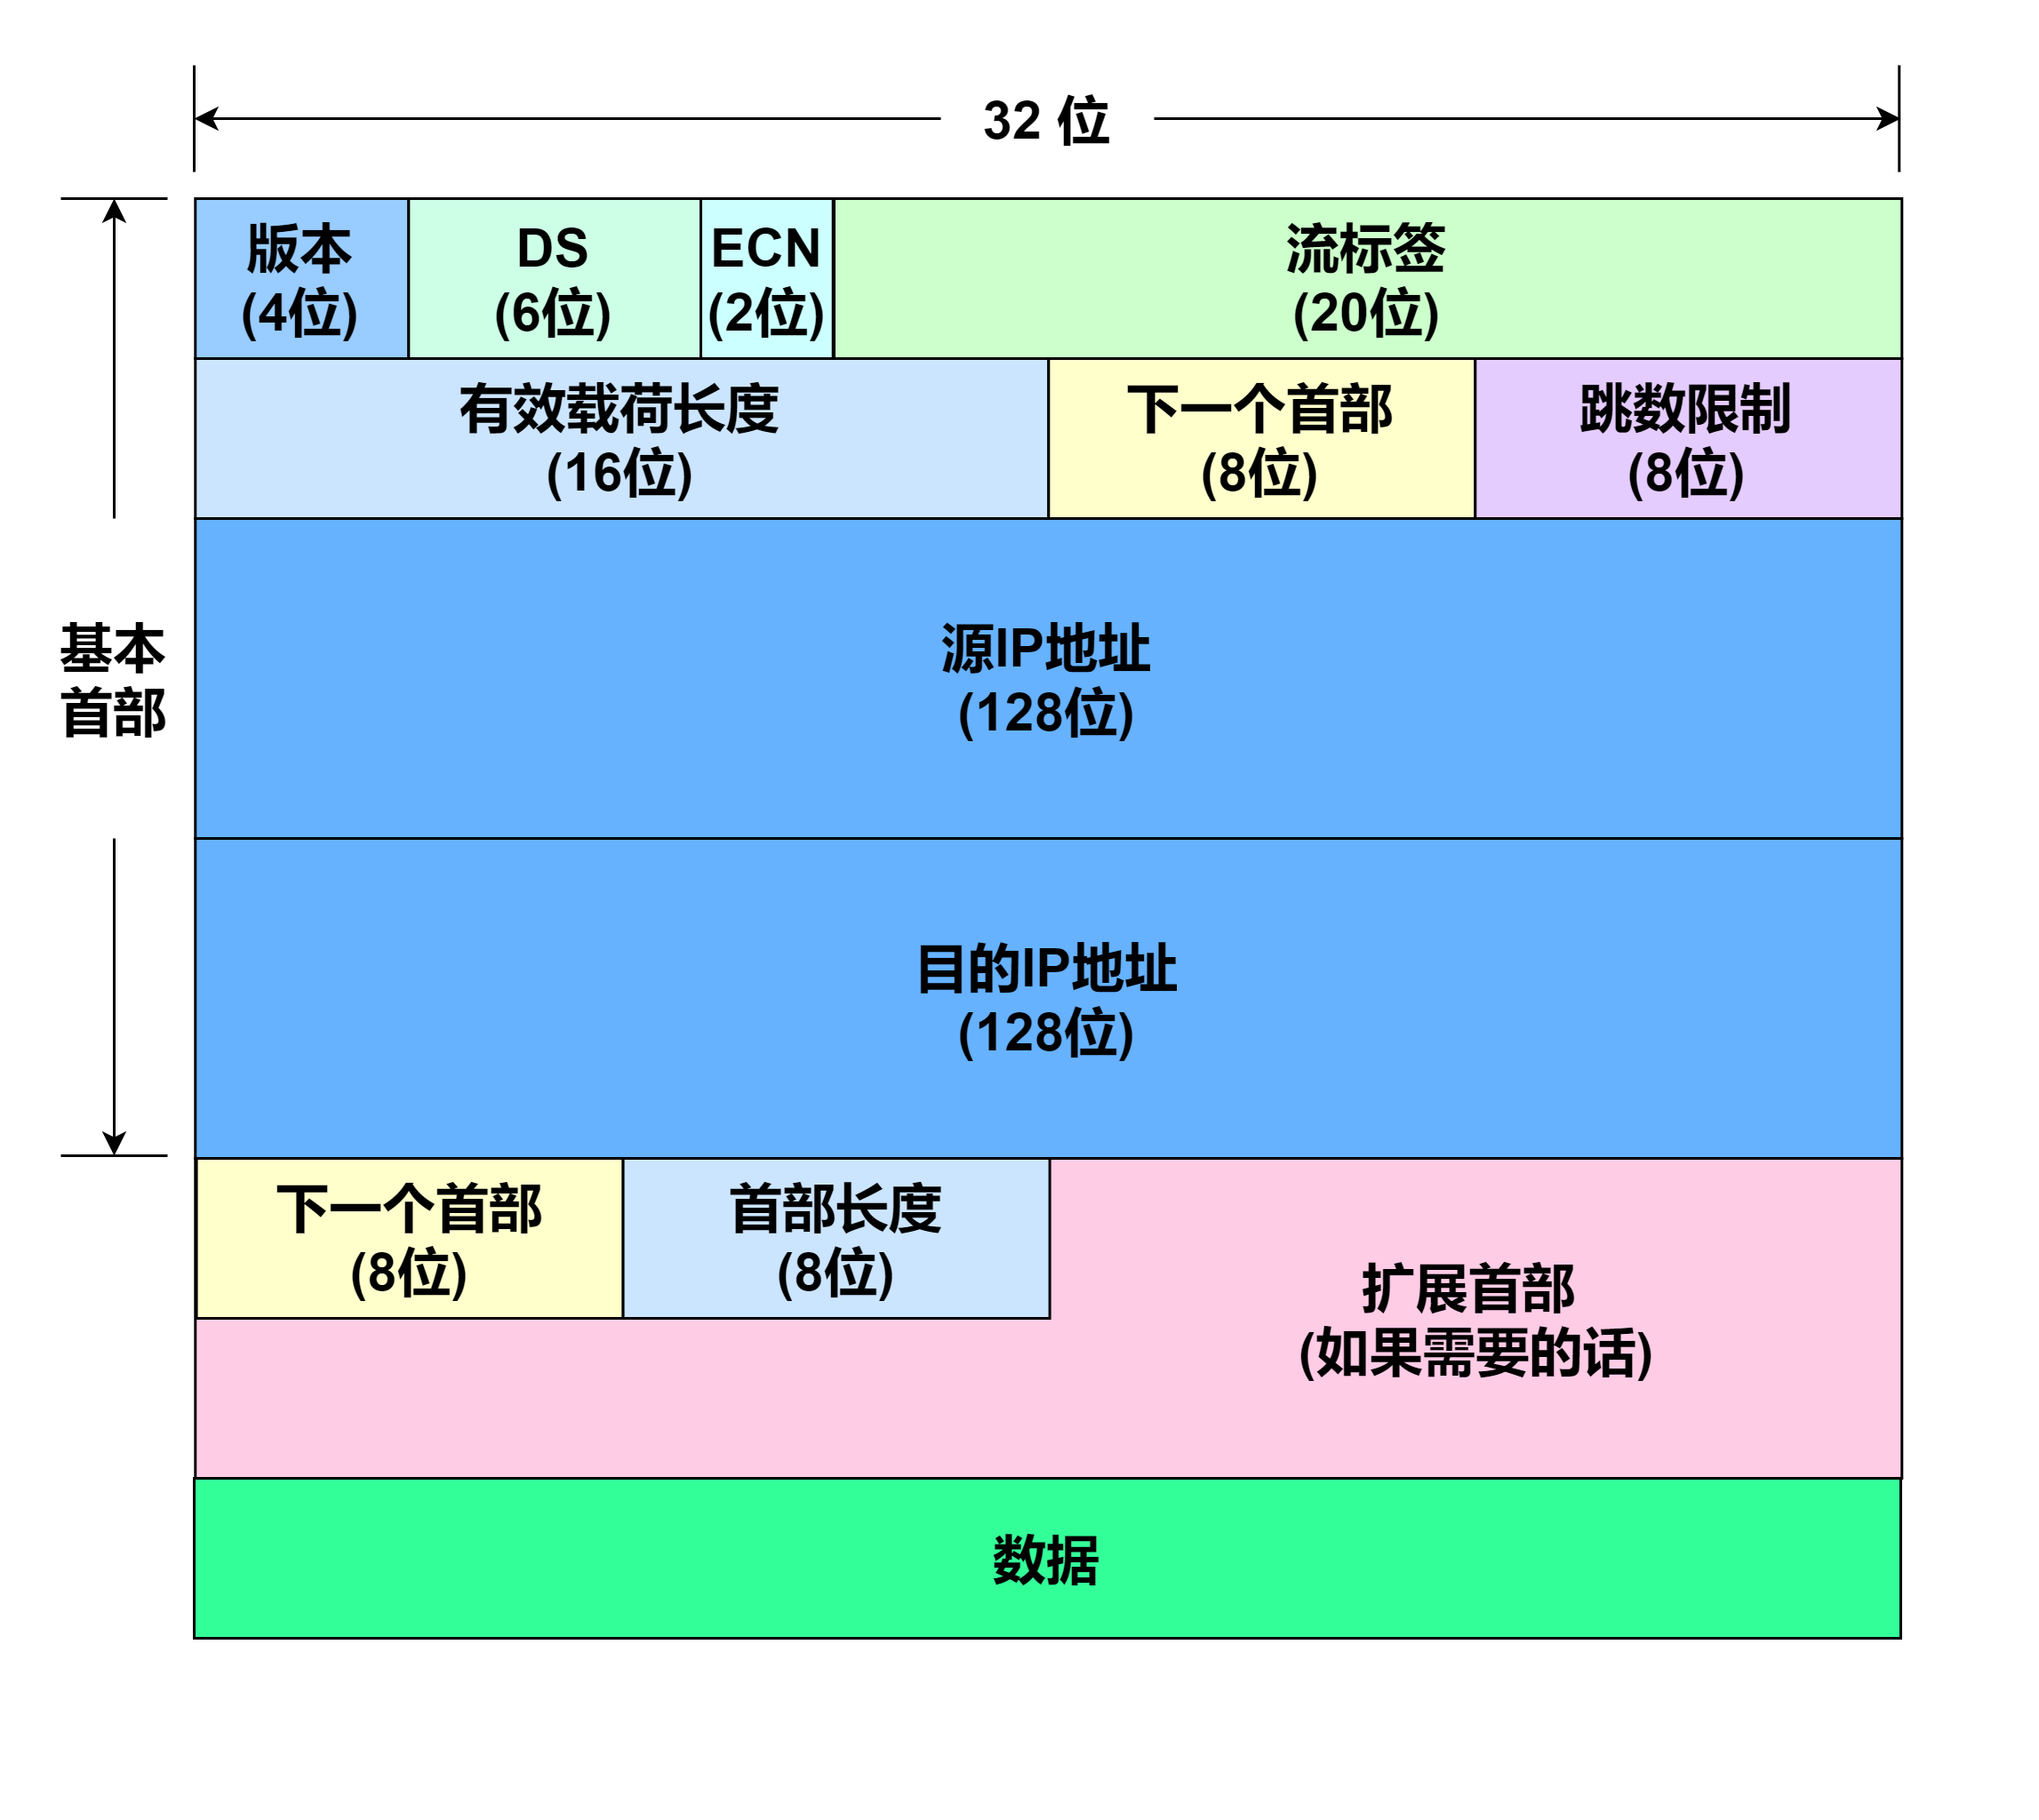 32 位
版本
(4位)
DS
(6位)
ECN
(2位)
流标签
(20位)
有效载荷长度
(16位)
下一个首部
(8位)
跳数限制
(8位)
基本
首部
源IP地址
(128位)
目的IP地址
(128位)
下一个首部
(8位)
首部长度
(8位)
扩展首部
(如果需要的话)
数据